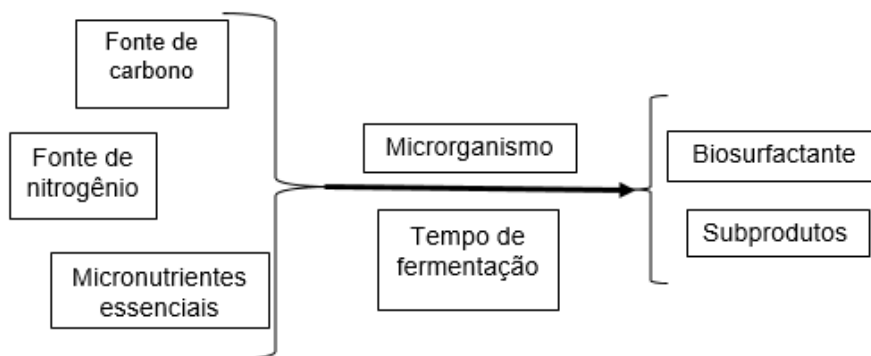 Fonte de
carbono
Fonte de
nitrogênio
Micronutrientes
essenciais
Microrganismo
Tempo de
fermentação
Biosurfactante
Subprodutos